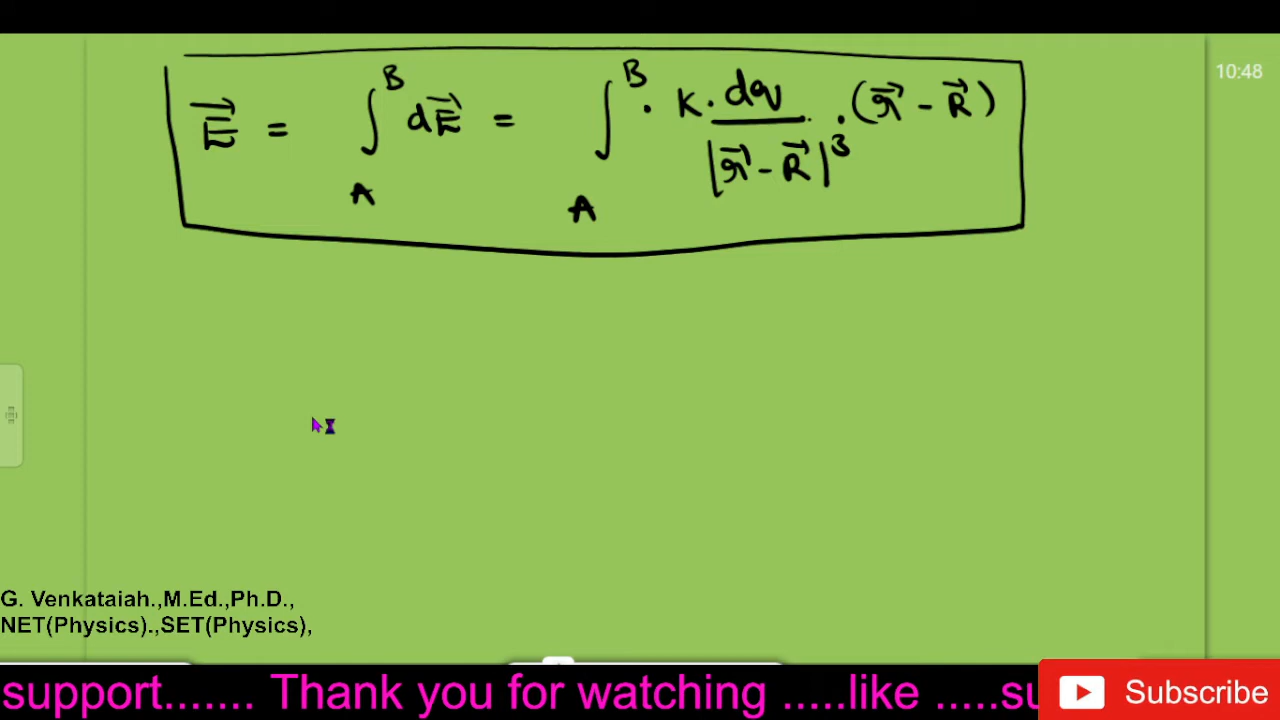 10:48
E⃗ = ∫_A^B dE⃗ = ∫_A^B · K · dq / |r⃗ - R⃗|³ · (r⃗ - R⃗)
G. Venkataiah.,M.Ed.,Ph.D.,
NET(Physics).,SET(Physics),
support....... Thank you for watching .....like .....su
Subscribe